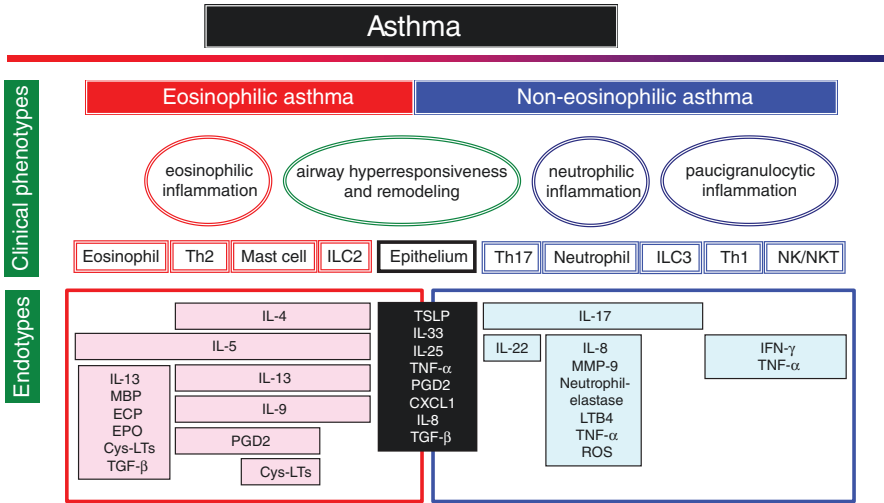 Asthma
Clinical phenotypes
Eosinophilic asthma
Non-eosinophilic asthma
eosinophilic
inflammation
airway hyperresponsiveness
and remodeling
neutrophilic
inflammation
paucigranulocytic
inflammation
Eosinophil
Th2
Mast cell
ILC2
Epithelium
Th17
Neutrophil
ILC3
Th1
NK/NKT
Endotypes
IL-4
IL-5
IL-13
MBP
ECP
EPO
Cys-LTs
TGF-β
IL-13
IL-9
PGD2
Cys-LTs
TSLP
IL-33
IL-25
TNF-α
PGD2
CXCL1
IL-8
TGF-β
IL-17
IL-22
IL-8
MMP-9
Neutrophil-
elastase
LTB4
TNF-α
ROS
IFN-γ
TNF-α